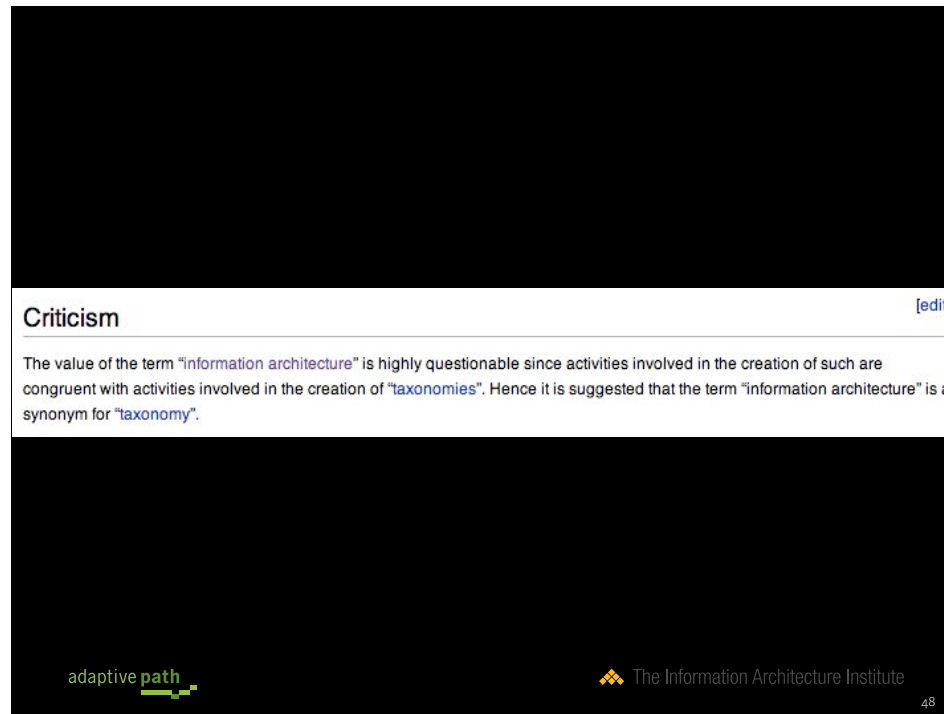 Criticism
[edit
The value of the term “information architecture” is highly questionable since activities involved in the creation of such are
congruent with activities involved in the creation of “taxonomies”. Hence it is suggested that the term “information architecture” is a
synonym for “taxonomy”.
adaptive path
The Information Architecture Institute
48